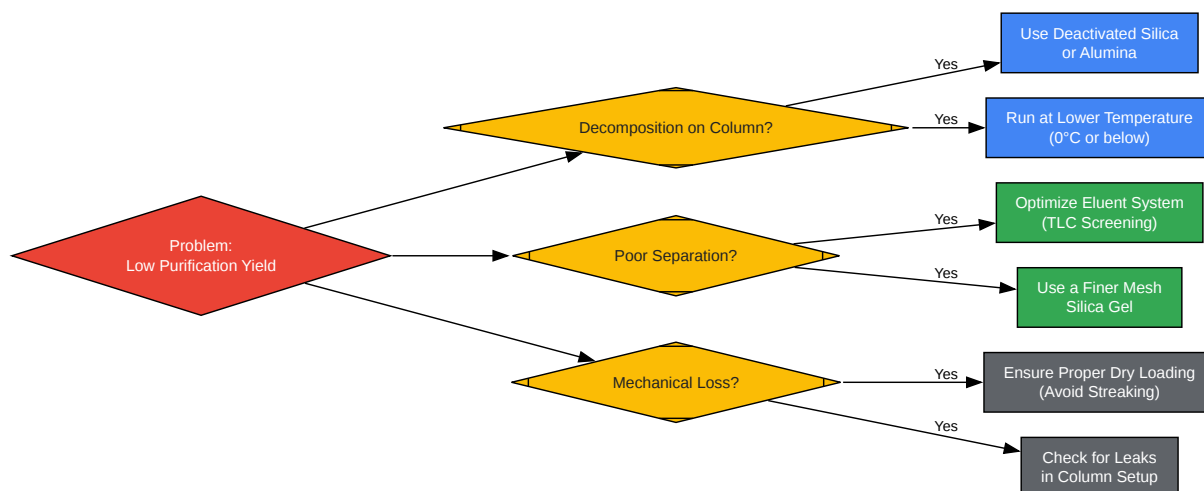 Problem:
Low Purification Yield
Decomposition on Column?
Yes
Use Deactivated Silica
or Alumina
Yes
Run at Lower Temperature
(0°C or below)
Poor Separation?
Yes
Optimize Eluent System
(TLC Screening)
Yes
Use a Finer Mesh
Silica Gel
Mechanical Loss?
Yes
Ensure Proper Dry Loading
(Avoid Streaking)
Yes
Check for Leaks
in Column Setup